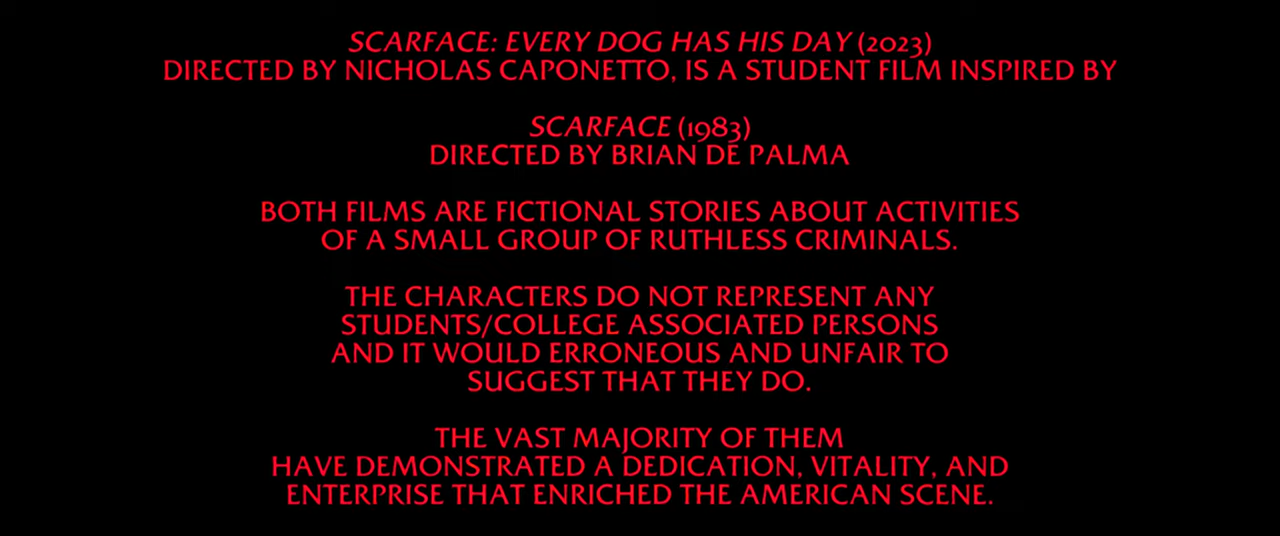 SCARFACE: EVERY DOG HAS HIS DAY (2023)
DIRECTED BY NICHOLAS CAPONETTO, IS A STUDENT FILM INSPIRED BY
SCARFACE (1983)
DIRECTED BY BRIAN DE PALMA
BOTH FILMS ARE FICTIONAL STORIES ABOUT ACTIVITIES
OF A SMALL GROUP OF RUTHLESS CRIMINALS.
THE CHARACTERS DO NOT REPRESENT ANY
STUDENTS/COLLEGE ASSOCIATED PERSONS
AND IT WOULD ERRONEOUS AND UNFAIR TO
SUGGEST THAT THEY DO.
THE VAST MAJORITY OF THEM
HAVE DEMONSTRATED A DEDICATION, VITALITY, AND
ENTERPRISE THAT ENRICHED THE AMERICAN SCENE.